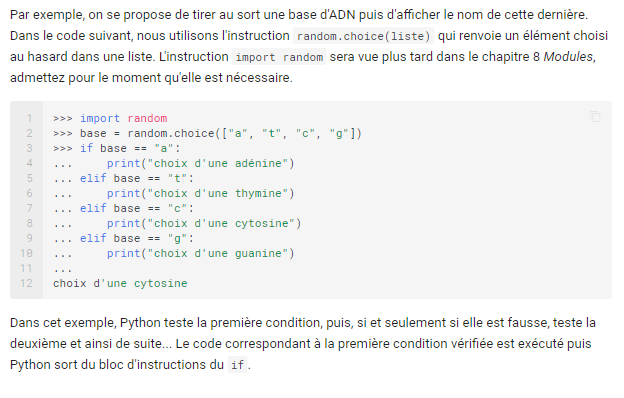 Par exemple, on se propose de tirer au sort une base d'ADN puis d'afficher le nom de cette dernière.
Dans le code suivant, nous utilisons l'instruction random.choice(liste) qui renvoie un élément choisi
au hasard dans une liste. L'instruction import random sera vue plus tard dans le chapitre 8 Modules,
admettez pour le moment qu'elle est nécessaire.
1 >>> import random
2 >>> base = random.choice(["a", "t", "c", "g"])
3 >>> if base == "a":
4 ...     print("choix d'une adénine")
5 ... elif base == "t":
6 ...     print("choix d'une thymine")
7 ... elif base == "c":
8 ...     print("choix d'une cytosine")
9 ... elif base == "g":
10 ...     print("choix d'une guanine")
11 ...
12 choix d'une cytosine
Dans cet exemple, Python teste la première condition, puis, si et seulement si elle est fausse, teste la
deuxième et ainsi de suite... Le code correspondant à la première condition vérifiée est exécuté puis
Python sort du bloc d'instructions du if.